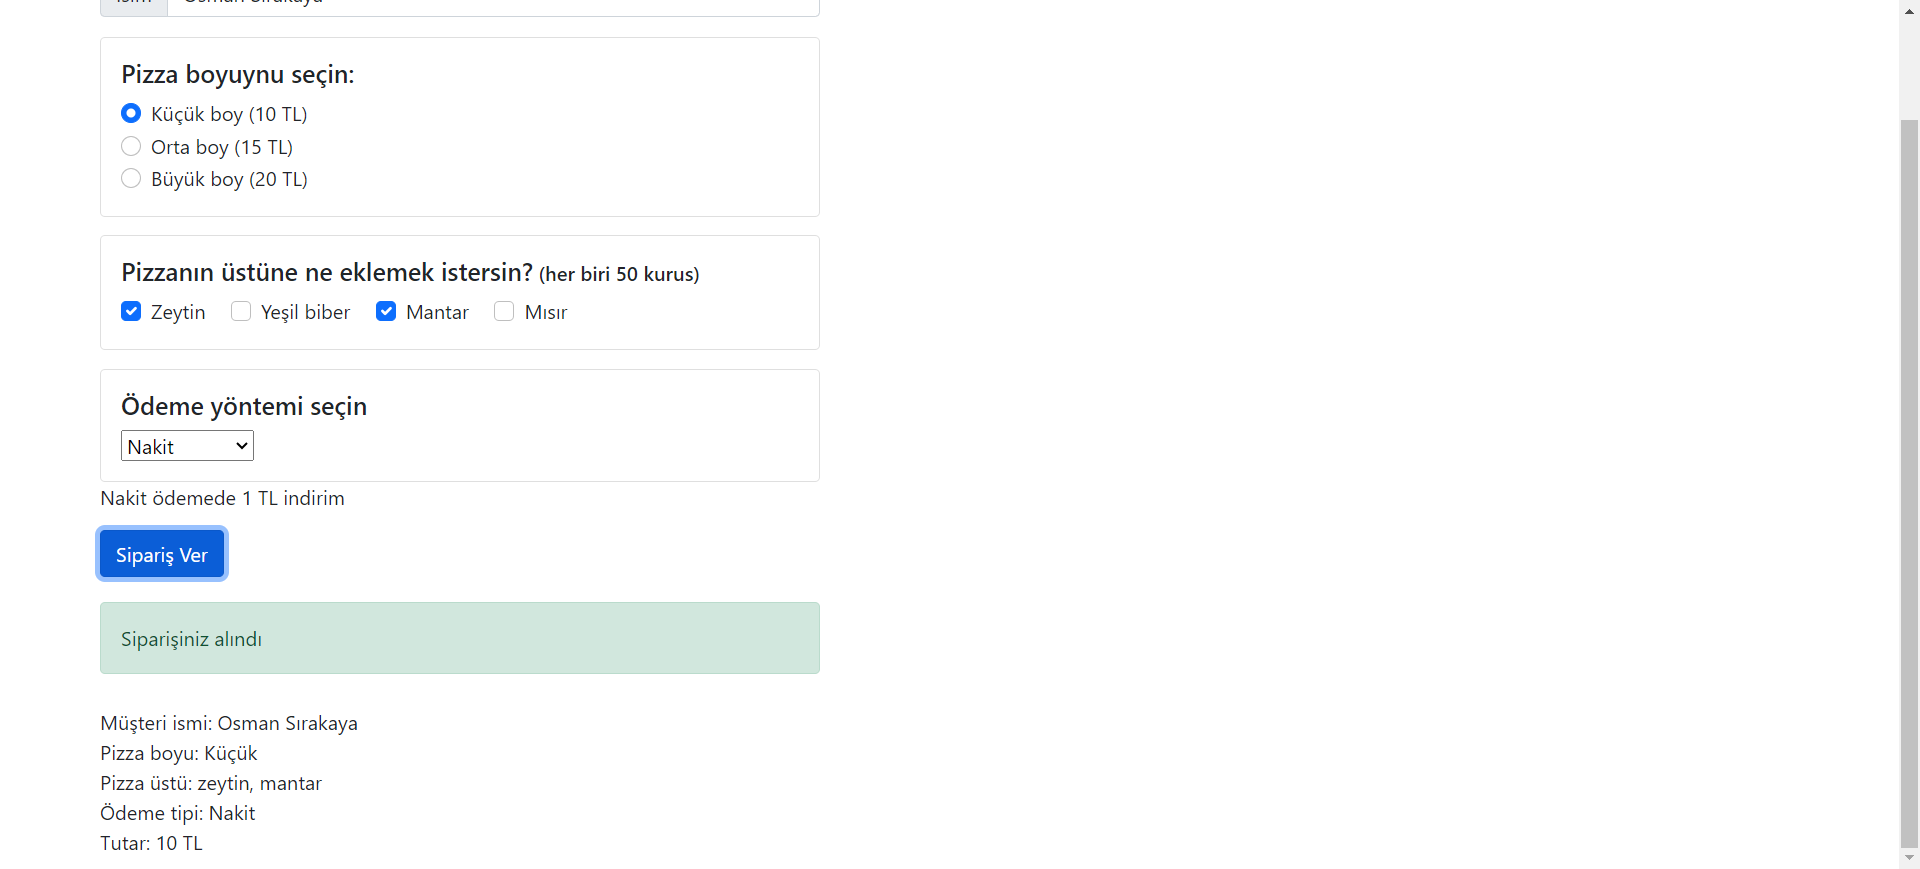 Pizza boyuynu seçin:
Küçük boy (10 TL)
Orta boy (15 TL)
Büyük boy (20 TL)
Pizzanın üstüne ne eklemek istersin? (her biri 50 kurus)
Zeytin Yeşil biber Mantar Mısır
Ödeme yöntemi seçin
Nakit
Nakit ödemede 1 TL indirim
Sipariş Ver
Siparişiniz alındı
Müşteri ismi: Osman Sırakaya
Pizza boyu: Küçük
Pizza üstü: zeytin, mantar
Ödeme tipi: Nakit
Tutar: 10 TL